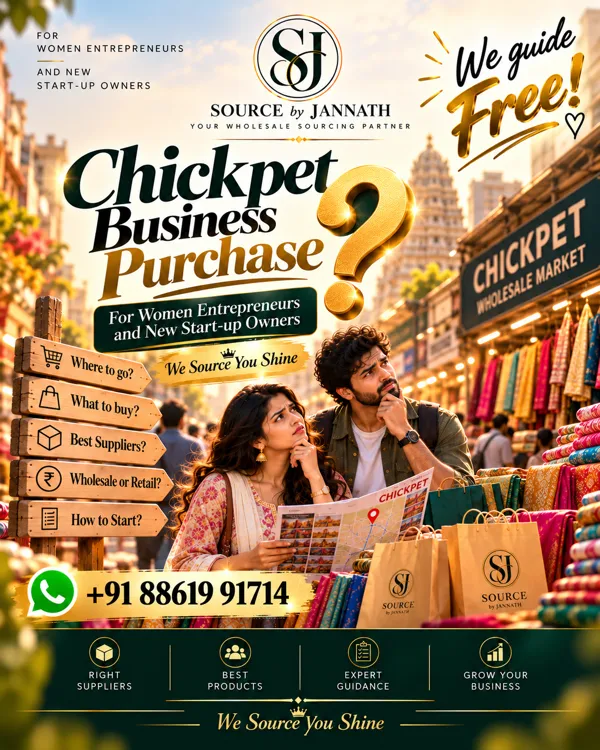 FOR
WOMEN ENTREPRENEURS
AND NEW
START-UP OWNERS
SJ
SOURCE by JANNATH
YOUR WHOLESALE SOURCING PARTNER
We guide
Free!
Chickpet
Business
Purchase?
For Women Entrepreneurs
and New Start-up Owners
We Source You Shine
CHICKPET
WHOLESALE MARKET
Where to go?
What to buy?
Best Suppliers?
₹ Wholesale or Retail?
How to Start?
CHICKPET
+91 88619 91714
SJ
SOURCE
by JANNATH
SJ
SOURCE
by JANNATH
RIGHT
SUPPLIERS
BEST
PRODUCTS
EXPERT
GUIDANCE
GROW YOUR
BUSINESS
We Source You Shine